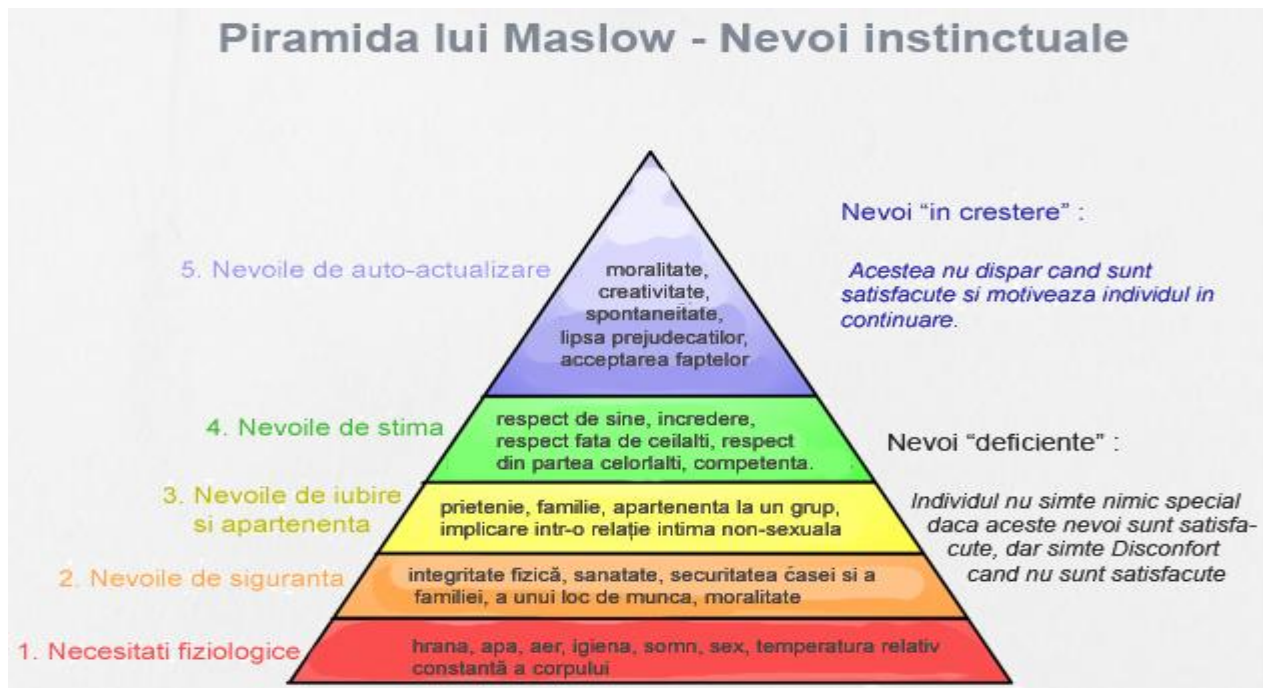 Piramida lui Maslow - Nevoi instinctuale
Nevoi "in crestere" :
5. Nevoile de auto-actualizare
moralitate,
creativitate,
spontaneitate,
lipsa prejudecatilor,
acceptarea faptelor
Acestea nu dispar cand sunt
satisfacute si motiveaza individul in
continuare.
4. Nevoile de stima
respect de sine, incredere,
respect fata de ceilalti, respect
din partea celorlalti, competenta.
Nevoi "deficiente" :
3. Nevoile de iubire
si apartenenta
prietenie, familie, apartenenta la un grup,
implicare intr-o relație intima non-sexuala
Individul nu simte nimic special
daca aceste nevoi sunt satisfa-
cute, dar simte Disconfort
cand nu sunt satisfacute
2. Nevoile de siguranta
integritate fizică, sanatate, securitatea casei si a
familiei, a unui loc de munca, moralitate
1. Necesitati fiziologice
hrana, apa, aer, igiena, somn, sex, temperatura relativ
constantă a corpului